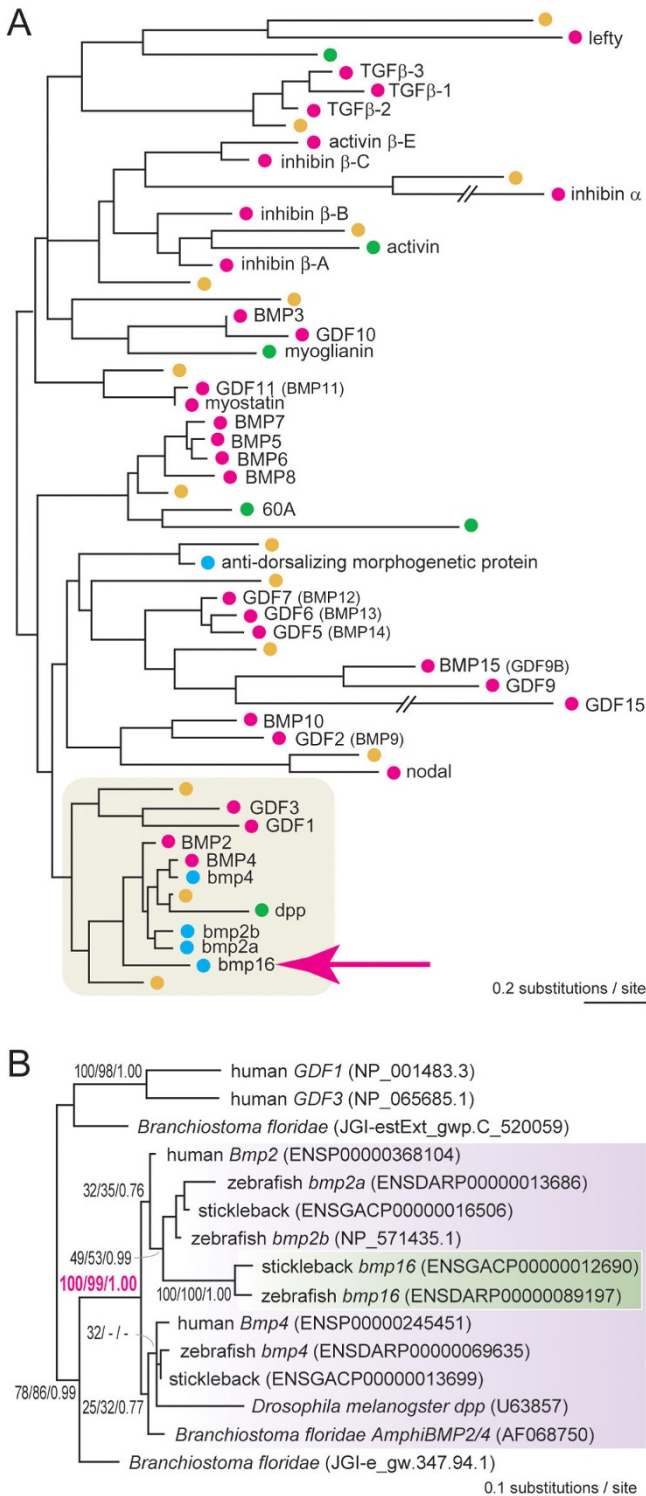 A
lefty
TGFβ-3
TGFβ-1
TGFβ-2
activin β-E
inhibin β-C
inhibin α
inhibin β-B
activin
inhibin β-A
BMP3
GDF10
myoglianin
GDF11 (BMP11)
myostatin
BMP7
BMP5
BMP6
BMP8
60A
anti-dorsalizing morphogenetic protein
GDF7 (BMP12)
GDF6 (BMP13)
GDF5 (BMP14)
BMP15 (GDF9B)
GDF9
GDF15
BMP10
GDF2 (BMP9)
nodal
GDF3
GDF1
BMP2
BMP4
bmp4
dpp
bmp2b
bmp2a
bmp16
0.2 substitutions / site
B
100/98/1.00
human GDF1 (NP_001483.3)
human GDF3 (NP_065685.1)
Branchiostoma floridae (JGI-estExt_gwp.C_520059)
human Bmp2 (ENSP00000368104)
32/35/0.76
zebrafish bmp2a (ENSDARP00000013686)
stickleback (ENSGACP00000016506)
zebrafish bmp2b (NP_571435.1)
49/53/0.99
stickleback bmp16 (ENSGACP00000012690)
100/99/1.00
100/100/1.00
zebrafish bmp16 (ENSDARP00000089197)
human Bmp4 (ENSP00000245451)
32/ - / -
zebrafish bmp4 (ENSDARP00000069635)
stickleback (ENSGACP00000013699)
78/86/0.99
25/32/0.77
Drosophila melanogster dpp (U63857)
Branchiostoma floridae AmphiBMP2/4 (AF068750)
Branchiostoma floridae (JGI-e_gw.347.94.1)
0.1 substitutions / site